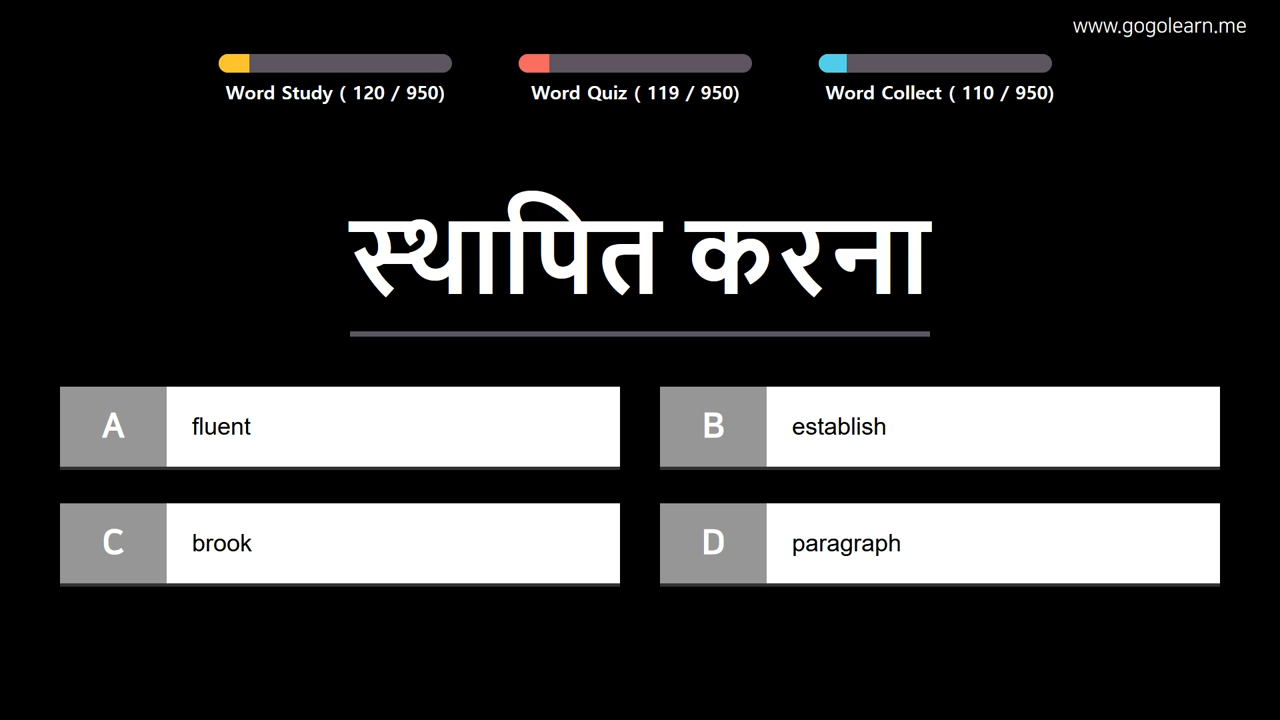 www.gogolearn.me
Word Study ( 120 / 950)
Word Quiz ( 119 / 950)
Word Collect ( 110 / 950)
स्थापित करना
A fluent
B establish
C brook
D paragraph